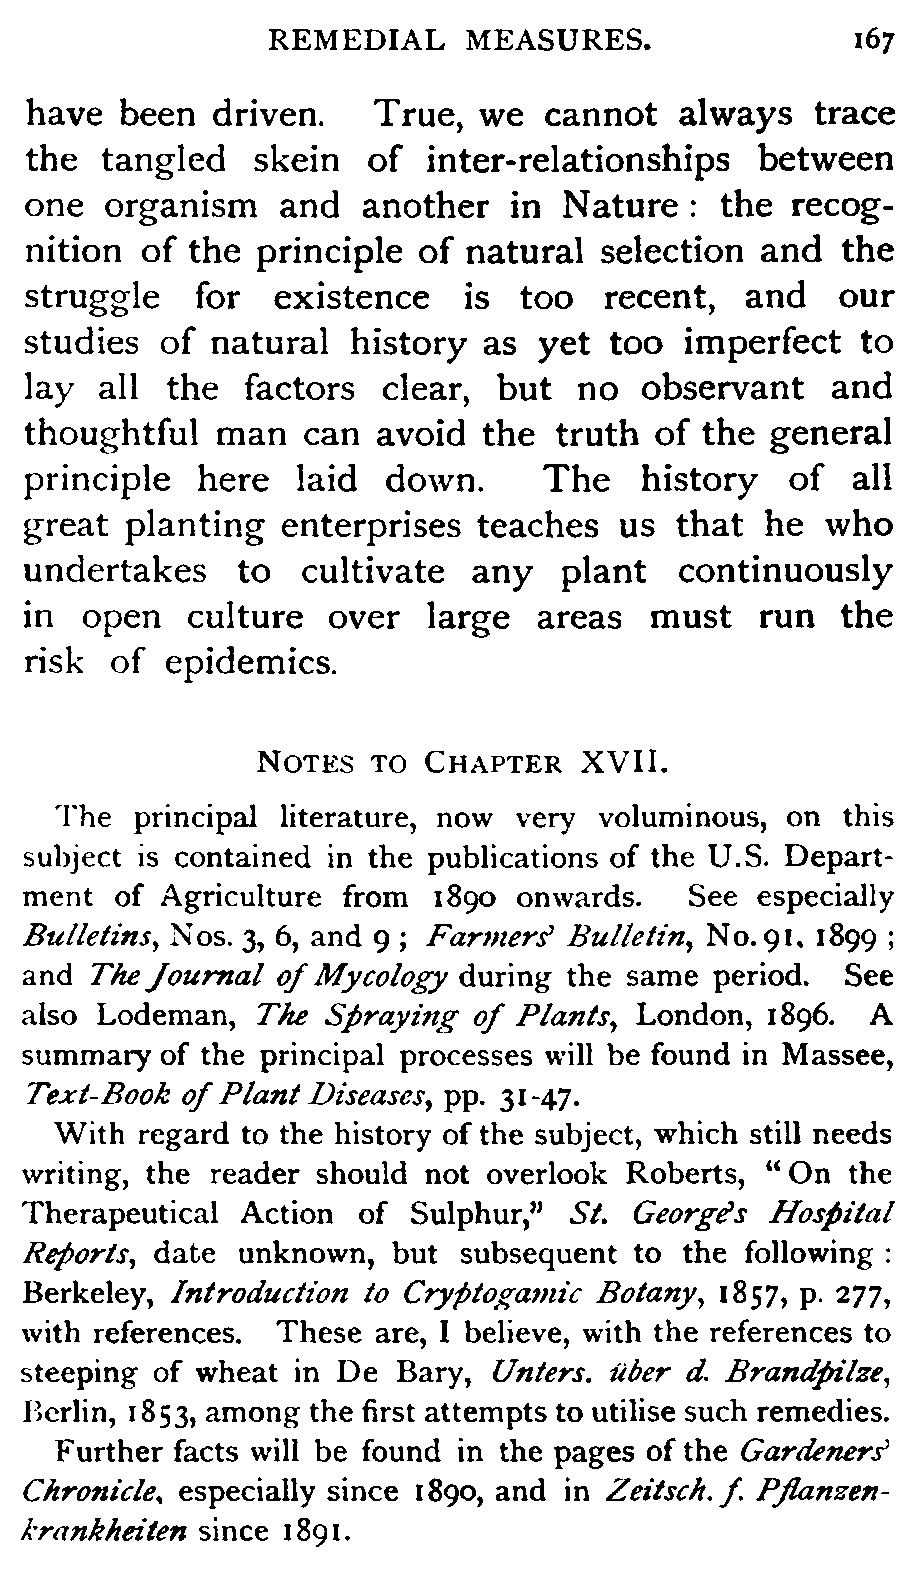 REMEDIAL MEASURES. 167
have been driven. True, we cannot always trace
the tangled skein of inter-relationships between
one organism and another in Nature : the recog-
nition of the principle of natural selection and the
struggle for existence is too recent, and our
studies of natural history as yet too imperfect to
lay all the factors clear, but no observant and
thoughtful man can avoid the truth of the general
principle here laid down. The history of all
great planting enterprises teaches us that he who
undertakes to cultivate any plant continuously
in open culture over large areas must run the
risk of epidemics.
NOTES TO CHAPTER XVII.
The principal literature, now very voluminous, on this
subject is contained in the publications of the U.S. Depart-
ment of Agriculture from 1890 onwards. See especially
Bulletins, Nos. 3, 6, and 9 ; Farmers' Bulletin, No. 91, 1899 ;
and The Journal of Mycology during the same period. See
also Lodeman, The Spraying of Plants, London, 1896. A
summary of the principal processes will be found in Massee,
Text-Book of Plant Diseases, pp. 31-47.
With regard to the history of the subject, which still needs
writing, the reader should not overlook Roberts, "On the
Therapeutical Action of Sulphur," St. George's Hospital
Reports, date unknown, but subsequent to the following :
Berkeley, Introduction to Cryptogamic Botany, 1857, p. 277,
with references. These are, I believe, with the references to
steeping of wheat in De Bary, Unters. über d. Brandpilze,
Berlin, 1853, among the first attempts to utilise such remedies.
Further facts will be found in the pages of the Gardeners'
Chronicle, especially since 1890, and in Zeitsch. f. Pflanzen-
krankheiten since 1891.